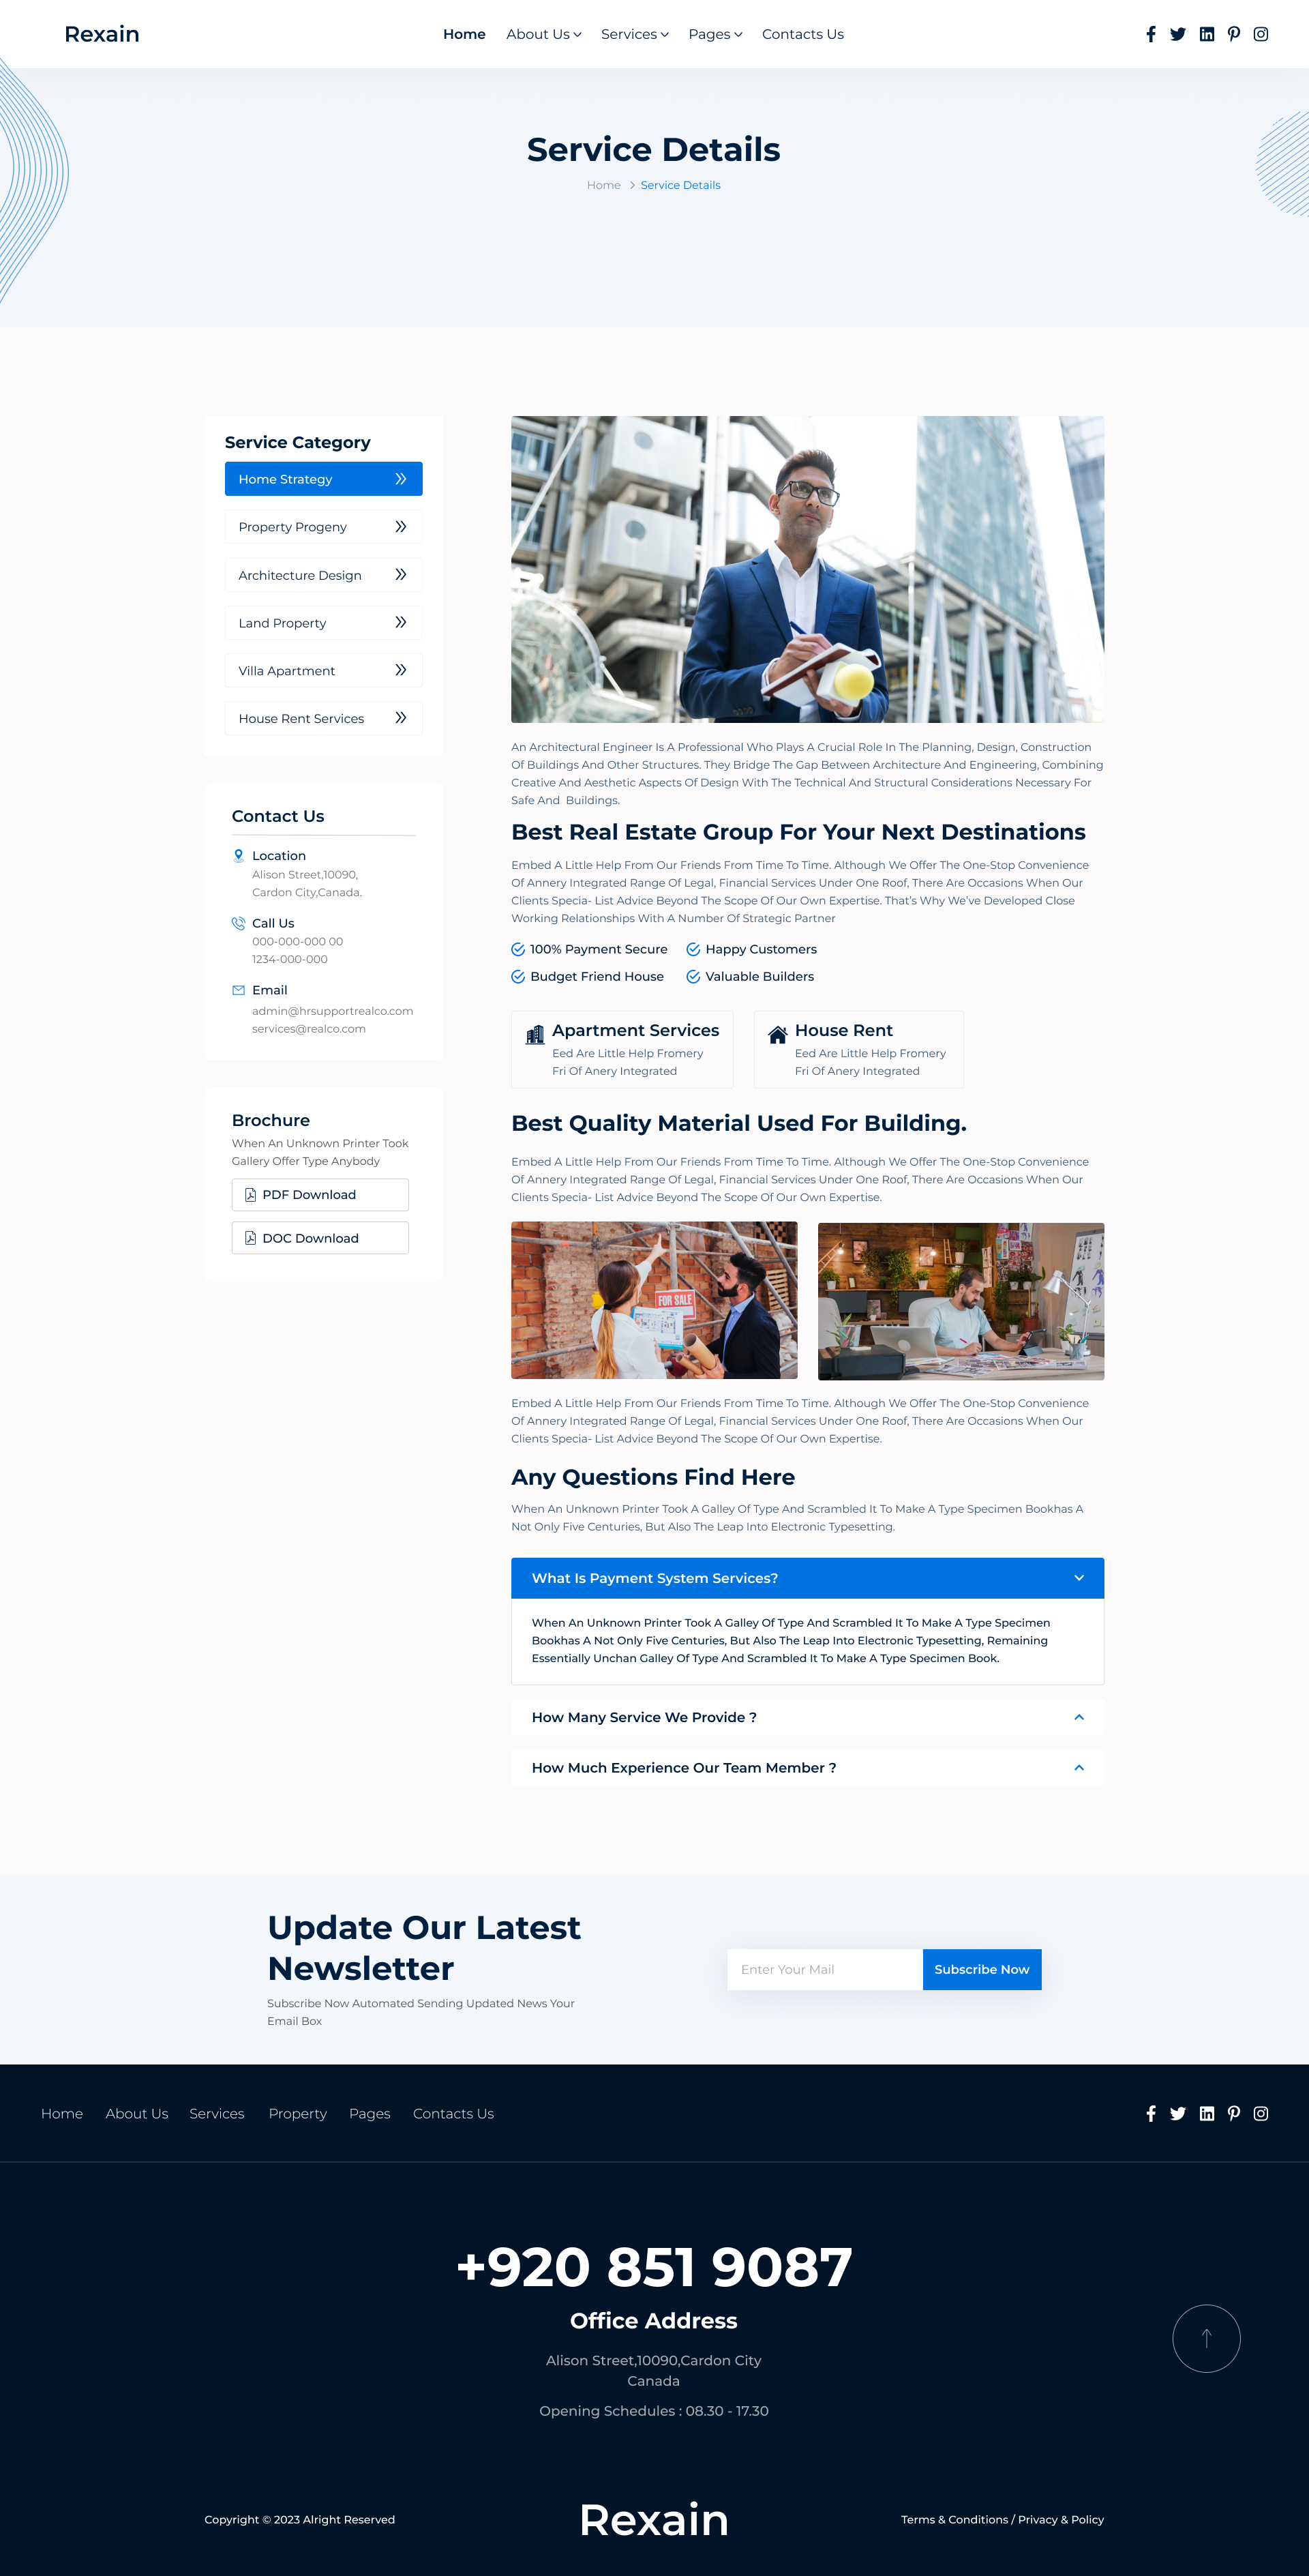 Rexain
Home
About Us
Services
Pages
Contacts Us
Service Details
Home
Service Details
Service Category
Home Strategy
Property Progeny
Architecture Design
Land Property
Villa Apartment
House Rent Services
Contact Us
Location
Alison Street,10090,
Cardon City,Canada.
Call Us
000-000-000 00
1234-000-000
Email
admin@hrsupportrealco.com
services@realco.com
Brochure
When An Unknown Printer Took
Gallery Offer Type Anybody
PDF Download
DOC Download
An Architectural Engineer Is A Professional Who Plays A Crucial Role In The Planning, Design, Construction
Of Buildings And Other Structures. They Bridge The Gap Between Architecture And Engineering, Combining
Creative And Aesthetic Aspects Of Design With The Technical And Structural Considerations Necessary For
Safe And Buildings.
Best Real Estate Group For Your Next Destinations
Embed A Little Help From Our Friends From Time To Time. Although We Offer The One-Stop Convenience
Of Annery Integrated Range Of Legal, Financial Services Under One Roof, There Are Occasions When Our
Clients Specia- List Advice Beyond The Scope Of Our Own Expertise. That's Why We've Developed Close
Working Relationships With A Number Of Strategic Partner
100% Payment Secure
Happy Customers
Budget Friend House
Valuable Builders
Apartment Services
Eed Are Little Help Fromery
Fri Of Anery Integrated
House Rent
Eed Are Little Help Fromery
Fri Of Anery Integrated
Best Quality Material Used For Building.
Embed A Little Help From Our Friends From Time To Time. Although We Offer The One-Stop Convenience
Of Annery Integrated Range Of Legal, Financial Services Under One Roof, There Are Occasions When Our
Clients Specia- List Advice Beyond The Scope Of Our Own Expertise.
FOR SALE
Embed A Little Help From Our Friends From Time To Time. Although We Offer The One-Stop Convenience
Of Annery Integrated Range Of Legal, Financial Services Under One Roof, There Are Occasions When Our
Clients Specia- List Advice Beyond The Scope Of Our Own Expertise.
Any Questions Find Here
When An Unknown Printer Took A Galley Of Type And Scrambled It To Make A Type Specimen Bookhas A
Not Only Five Centuries, But Also The Leap Into Electronic Typesetting.
What Is Payment System Services?
When An Unknown Printer Took A Galley Of Type And Scrambled It To Make A Type Specimen
Bookhas A Not Only Five Centuries, But Also The Leap Into Electronic Typesetting, Remaining
Essentially Unchan Galley Of Type And Scrambled It To Make A Type Specimen Book.
How Many Service We Provide ?
How Much Experience Our Team Member ?
Update Our Latest
Newsletter
Subscribe Now Automated Sending Updated News Your
Email Box
Enter Your Mail
Subscribe Now
Home
About Us
Services
Property
Pages
Contacts Us
+920 851 9087
Office Address
Alison Street,10090,Cardon City
Canada
Opening Schedules : 08.30 - 17.30
Copyright © 2023 Alright Reserved
Rexain
Terms & Conditions / Privacy & Policy